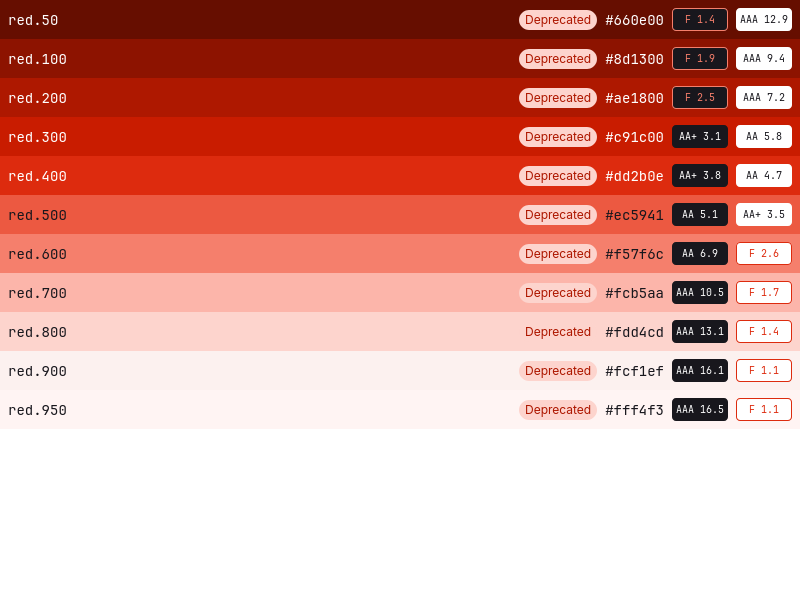 red.50 Deprecated #660e00 F 1.4 AAA 12.9
red.100 Deprecated #8d1300 F 1.9 AAA 9.4
red.200 Deprecated #ae1800 F 2.5 AAA 7.2
red.300 Deprecated #c91c00 AA+ 3.1 AA 5.8
red.400 Deprecated #dd2b0e AA+ 3.8 AA 4.7
red.500 Deprecated #ec5941 AA 5.1 AA+ 3.5
red.600 Deprecated #f57f6c AA 6.9 F 2.6
red.700 Deprecated #fcb5aa AAA 10.5 F 1.7
red.800 Deprecated #fdd4cd AAA 13.1 F 1.4
red.900 Deprecated #fcf1ef AAA 16.1 F 1.1
red.950 Deprecated #fff4f3 AAA 16.5 F 1.1